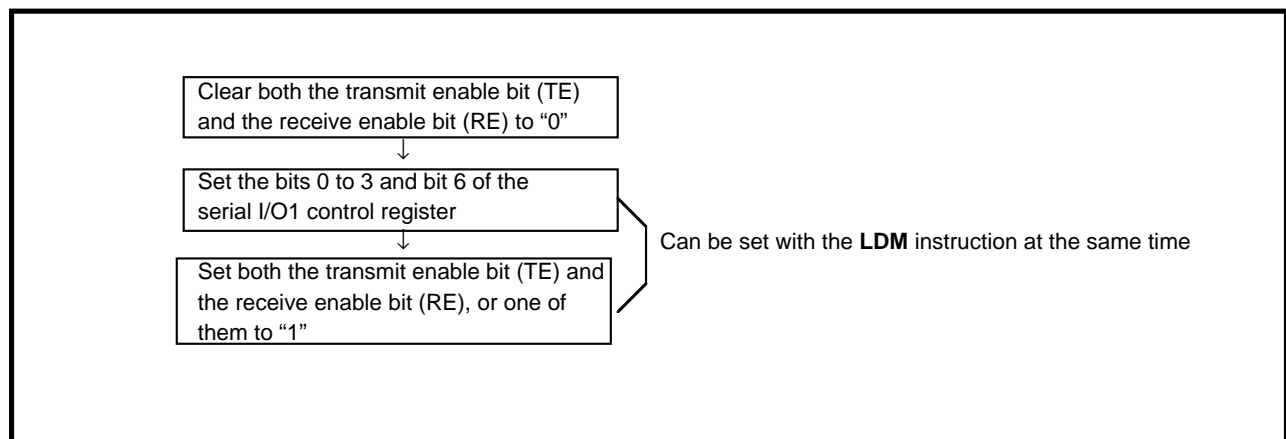 Clear both the transmit enable bit (TE)
and the receive enable bit (RE) to “0”
↓
Set the bits 0 to 3 and bit 6 of the
serial I/O1 control register
↓
Can be set with the LDM instruction at the same time
Set both the transmit enable bit (TE) and
the receive enable bit (RE), or one of
them to “1”